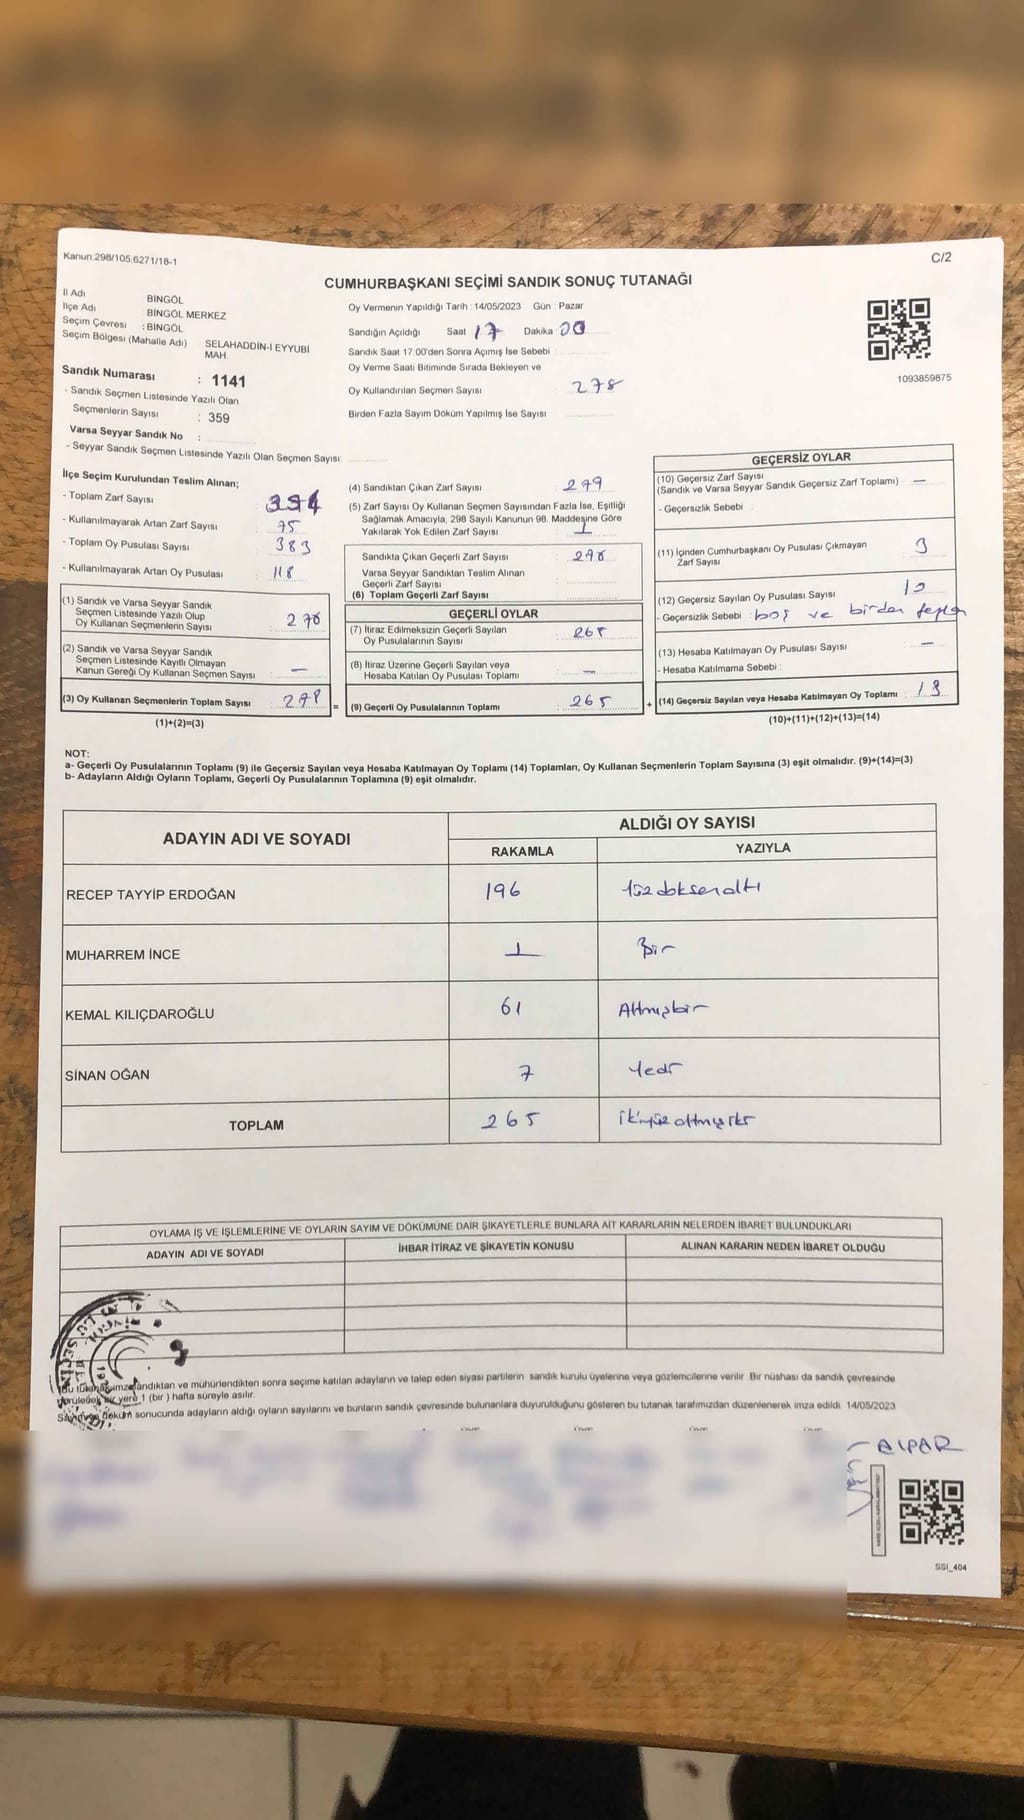 Kanun:298/105.6271/18-1
C/2
CUMHURBAŞKANI SEÇİMİ SANDIK SONUÇ TUTANAĞI
İl Adı BİNGÖL
İlçe Adı BİNGÖL MERKEZ
Seçim Çevresi : BİNGÖL
Seçim Bölgesi (Mahalle Adı) SELAHADDİN-İ EYYUBİ MAH.
Sandık Numarası : 1141
- Sandık Seçmen Listesinde Yazılı Olan
Seçmenlerin Sayısı : 359
Varsa Seyyar Sandık No :
- Seyyar Sandık Seçmen Listesinde Yazılı Olan Seçmen Sayısı:
Oy Vermenin Yapıldığı Tarih :14/05/2023 Gün : Pazar
Sandığın Açıldığı Saat 17 Dakika : 00
Sandık Saat 17:00'den Sonra Açımış İse Sebebi :
Oy Verme Saati Bitiminde Sırada Bekleyen ve
Oy Kullandırılan Seçmen Sayısı 278
Birden Fazla Sayım Döküm Yapılmış İse Sayısı
1093859875
İlçe Seçim Kurulundan Teslim Alınan;
- Toplam Zarf Sayısı
- Kullanılmayarak Artan Zarf Sayısı : 75
- Toplam Oy Pusulası Sayısı : 383
- Kullanılmayarak Artan Oy Pusulası : 118
(1) Sandık ve Varsa Seyyar Sandık
Seçmen Listesinde Yazılı Olup
Oy Kullanan Seçmenlerin Sayısı : 278
(2) Sandık ve Varsa Seyyar Sandık
Seçmen Listesinde Kayıtlı Olmayan
Kanun Gereği Oy Kullanan Seçmen Sayısı : —
(3) Oy Kullanan Seçmenlerin Toplam Sayısı : 278 =
(1)+(2)=(3)
(4) Sandıktan Çıkan Zarf Sayısı : 279
(5) Zarf Sayısı Oy Kullanan Seçmen Sayısından Fazla İse, Eşitliği
Sağlamak Amacıyla, 298 Sayılı Kanunun 98. Maddesine Göre
Yakılarak Yok Edilen Zarf Sayısı : 1
Sandıkta Çıkan Geçerli Zarf Sayısı : 278
Varsa Seyyar Sandıktan Teslim Alınan
Geçerli Zarf Sayısı
(6) Toplam Geçerli Zarf Sayısı :
GEÇERLİ OYLAR
(7) İtiraz Edilmeksizin Geçerli Sayılan
Oy Pusulalarının Sayısı : 265
(8) İtiraz Üzerine Geçerli Sayılan veya
Hesaba Katılan Oy Pusulası Toplamı : —
(9) Geçerli Oy Pusulalarının Toplamı : 265 +
GEÇERSİZ OYLAR
(10) Geçersiz Zarf Sayısı
(Sandık ve Varsa Seyyar Sandık Geçersiz Zarf Toplamı) —
- Geçersizlik Sebebi :
(11) İçinden Cumhurbaşkanı Oy Pusulası Çıkmayan
Zarf Sayısı 3
(12) Geçersiz Sayılan Oy Pusulası Sayısı 10
- Geçersizlik Sebebi : boş ve birden fazla
(13) Hesaba Katılmayan Oy Pusulası Sayısı : —
- Hesaba Katılmama Sebebi :
(14) Geçersiz Sayılan veya Hesaba Katılmayan Oy Toplamı : 13
(10)+(11)+(12)+(13)=(14)
NOT:
a- Geçerli Oy Pusulalarının Toplamı (9) ile Geçersiz Sayılan veya Hesaba Katılmayan Oy Toplamı (14) Toplamları, Oy Kullanan Seçmenlerin Toplam Sayısına (3) eşit olmalıdır. (9)+(14)=(3)
b- Adayların Aldığı Oyların Toplamı, Geçerli Oy Pusulalarının Toplamına (9) eşit olmalıdır.
ADAYIN ADI VE SOYADI
ALDIĞI OY SAYISI
RAKAMLA YAZIYLA
RECEP TAYYİP ERDOĞAN 196 Yüzdoksenaltı
MUHARREM İNCE 1 Bir
KEMAL KILIÇDAROĞLU 61 Altmışbir
SİNAN OĞAN 7 Yedi
TOPLAM 265
OYLAMA İŞ VE İŞLEMLERİNE VE OYLARIN SAYIM VE DÖKÜMÜNE DAİR ŞİKAYETLERLE BUNLARA AİT KARARLARIN NELERDEN İBARET BULUNDUKLARI
ADAYIN ADI VE SOYADI İHBAR İTİRAZ VE ŞİKAYETİN KONUSU ALINAN KARARIN NEDEN İBARET OLDUĞU
Bu tutanak imzalandıktan ve mühürlendikten sonra seçime katılan adayların ve talep eden siyasi partilerin sandık kurulu üyelerine veya gözlemcilerine verilir. Bir nüshası da sandık çevresinde
görülecek bir yere 1 (bir ) hafta süreyle asılır.
Sayım ve döküm sonucunda adayların aldığı oyların sayılarını ve bunların sandık çevresinde bulunanlara duyurulduğunu gösteren bu tutanak tarafımızdan düzenlenerek imza edildi. 14/05/2023
ALPAR
SSI_404